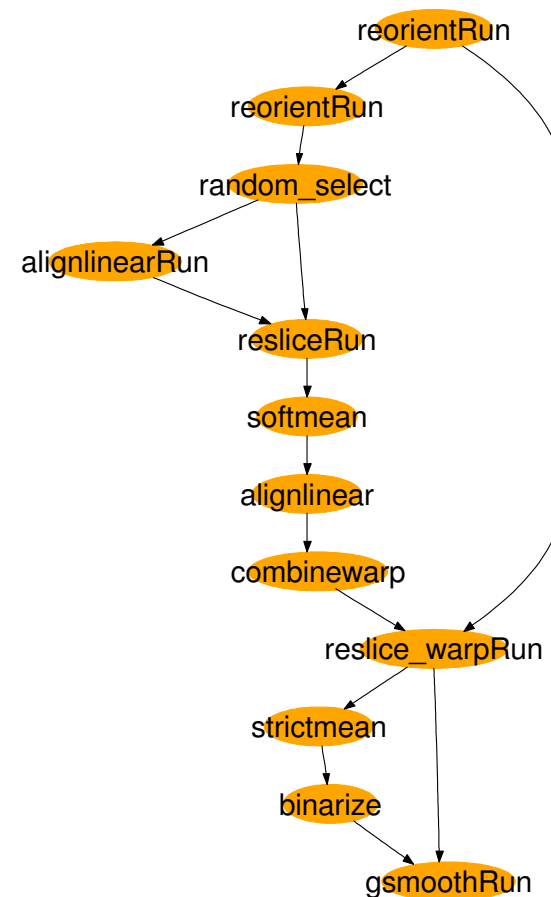 reorientRun
reorientRun
random_select
alignlinearRun
resliceRun
softmean
alignlinear
combinewarp
reslice_warpRun
strictmean
binarize
gsmoothRun